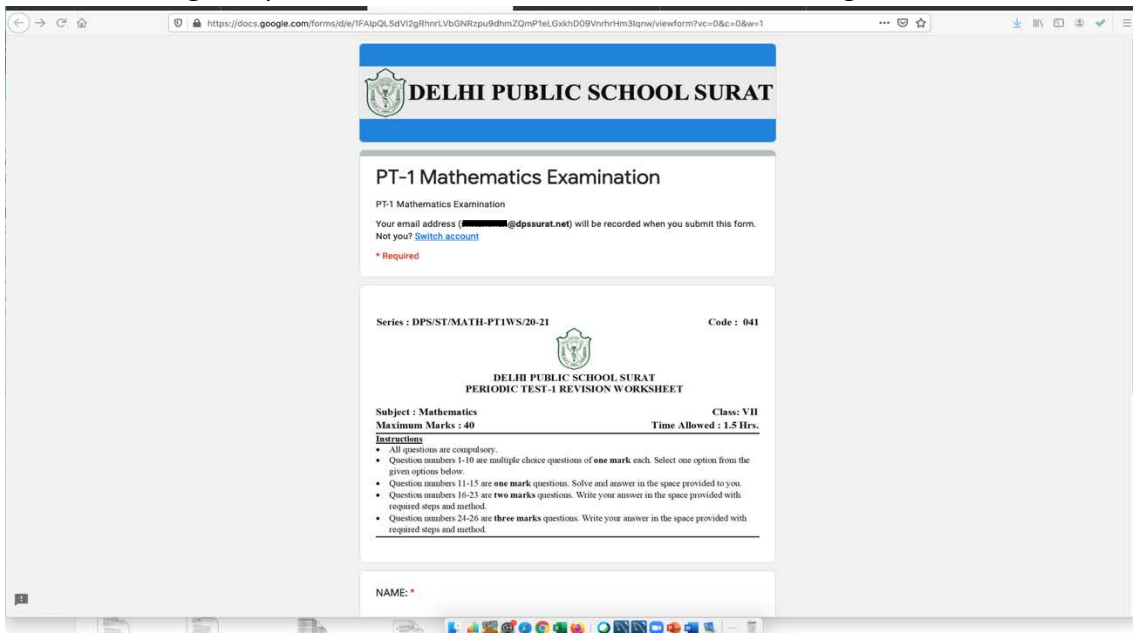 https://docs.google.com/forms/d/e/1FAIpQLSdVl2gRhnrLVbGNRzpu9dhmZQmP1eLGxkhD09VnrhrHm3lqnw/viewform?vc=0&c=0&w=1
DELHI PUBLIC SCHOOL SURAT
PT-1 Mathematics Examination
PT-1 Mathematics Examination
Your email address (@dpssurat.net) will be recorded when you submit this form.
Not you? Switch account
* Required
Series : DPS/ST/MATH-PT1WS/20-21 Code : 041
DELHI PUBLIC SCHOOL SURAT
PERIODIC TEST-1 REVISION WORKSHEET
Subject : Mathematics Class: VII
Maximum Marks : 40 Time Allowed : 1.5 Hrs.
Instructions
• All questions are compulsory.
• Question numbers 1-10 are multiple choice questions of one mark each. Select one option from the
given options below.
• Question numbers 11-15 are one mark questions. Solve and answer in the space provided to you.
• Question numbers 16-23 are two marks questions. Write your answer in the space provided with
required steps and method.
• Question numbers 24-26 are three marks questions. Write your answer in the space provided with
required steps and method.
NAME: *